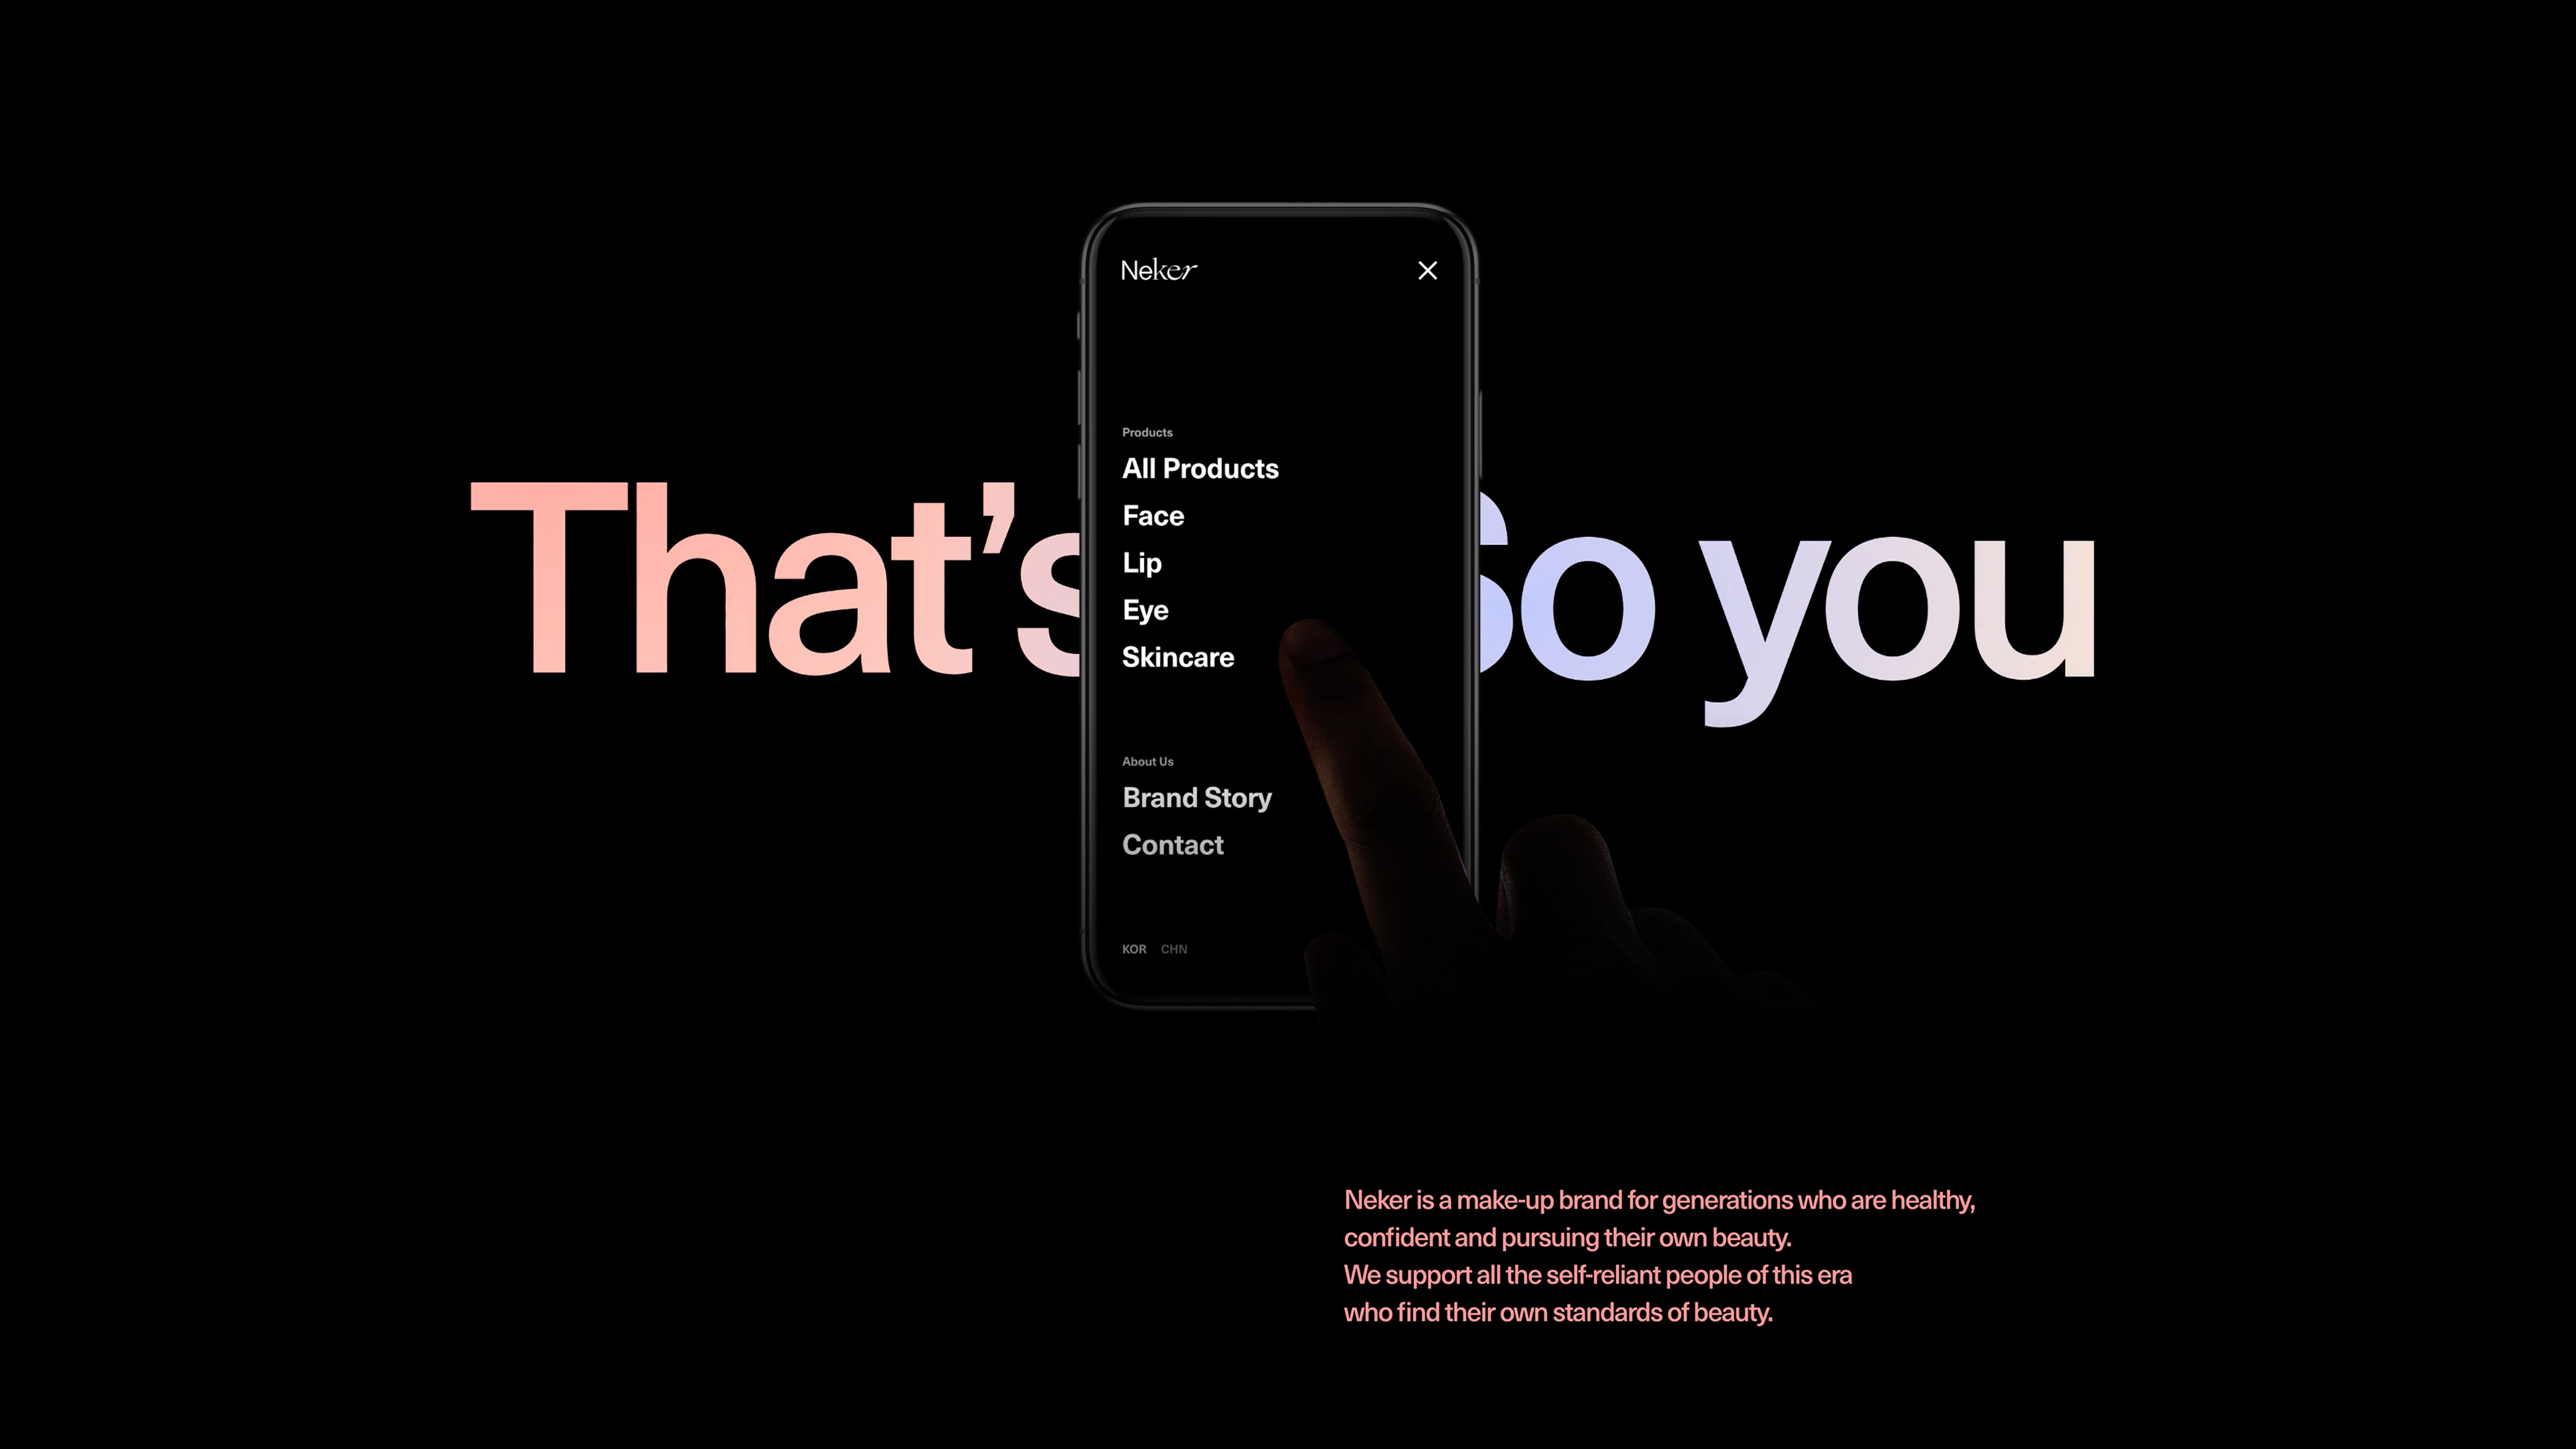 Neker
Products
All Products
Face
Lip
Eye
Skincare
About Us
Brand Story
Contact
KOR CHN
That's So you
Neker is a make-up brand for generations who are healthy,
confident and pursuing their own beauty.
We support all the self-reliant people of this era
who find their own standards of beauty.